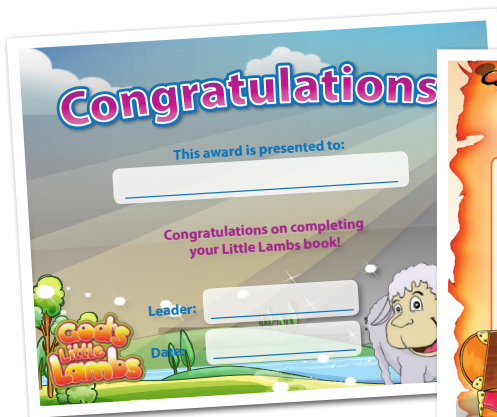 Congratulations
This award is presented to:
Congratulations on completing
your Little Lambs book!
Leader:
Date:
God's
Little
Lambs